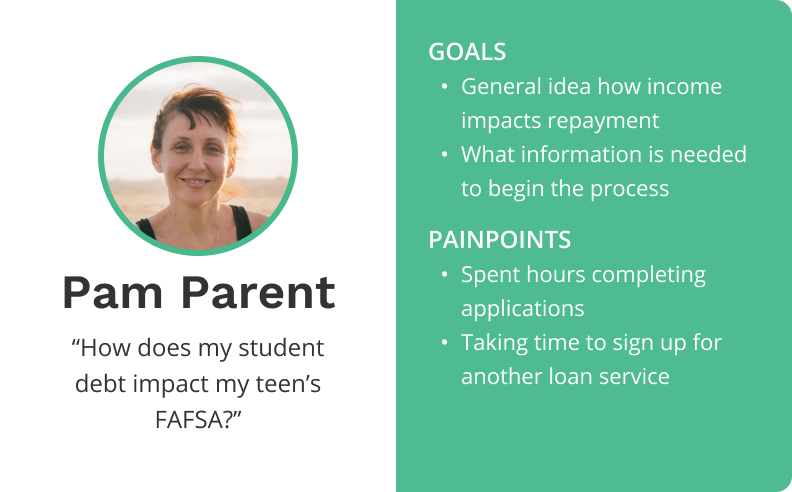 Pam Parent
“How does my student
debt impact my teen’s
FAFSA?”
GOALS
• General idea how income
impacts repayment
• What information is needed
to begin the process
PAINPOINTS
• Spent hours completing
applications
• Taking time to sign up for
another loan service